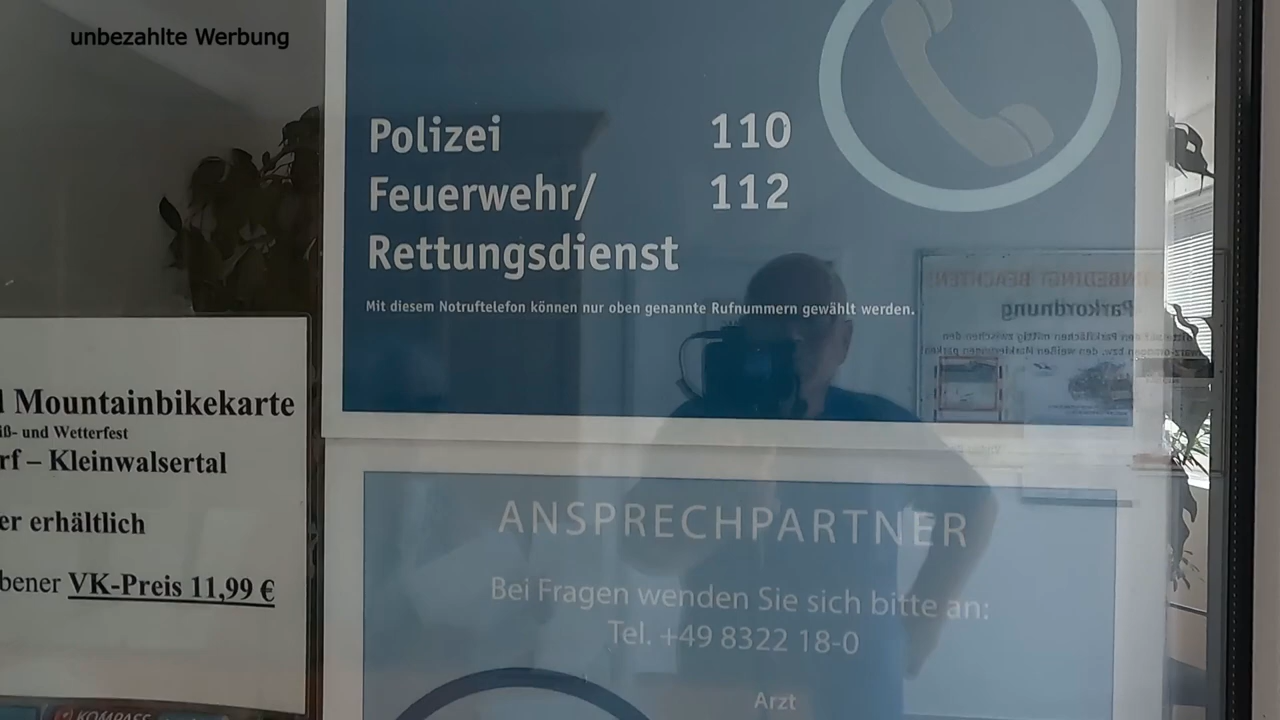 unbezahlte Werbung
Polizei 110
Feuerwehr/ 112
Rettungsdienst
Mit diesem Notruftelefon können nur oben genannte Rufnummern gewählt werden.
UNBEDINGT BEACHTEN!
Parkordnung
Mountainbikekarte
und Wetterfest
– Kleinwalsertal
erhältlich
VK-Preis 11,99 €
ANSPRECHPARTNER
Bei Fragen wenden Sie sich bitte an:
Tel. +49 8322 18-0
Arzt
KOMPASS